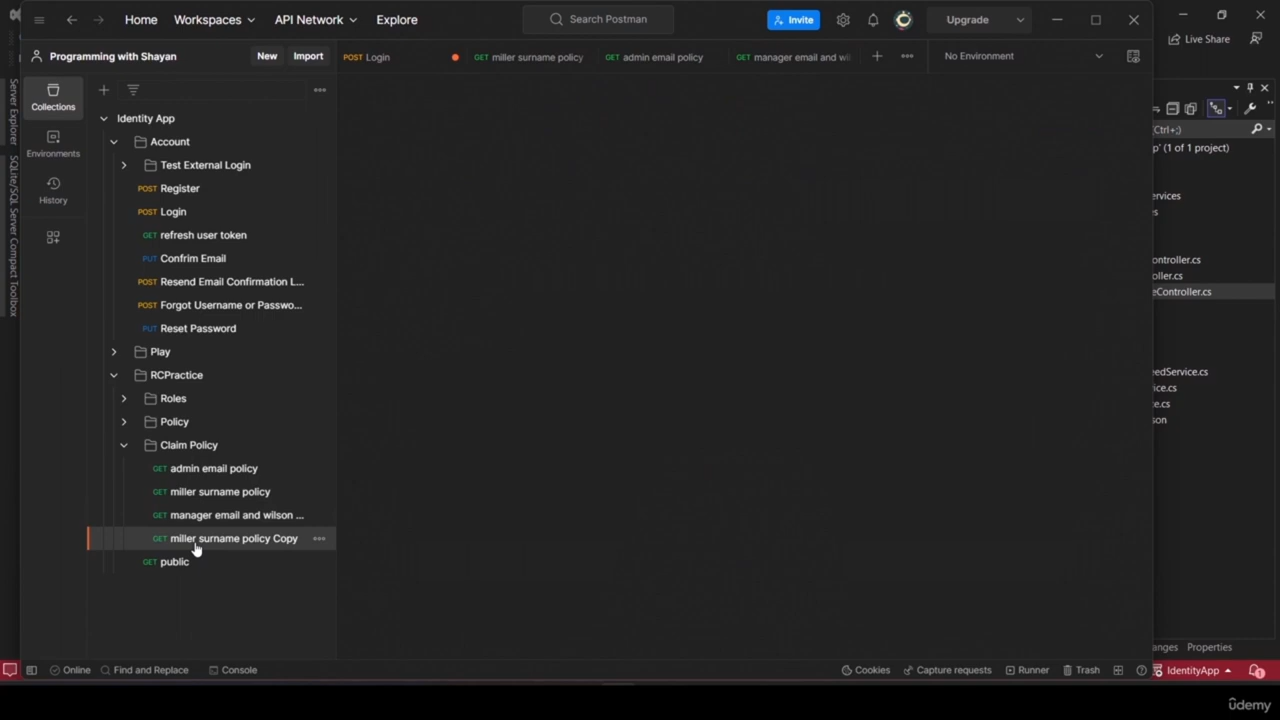 Home Workspaces API Network Explore Search Postman Invite Upgrade
Live Share
Programming with Shayan New Import POST Login GET miller surname policy GET admin email policy GET manager email and wil No Environment
Server Explorer
SQLite/SQL Server Compact Toolbox
Collections
Environments
History
Identity App
Account
Test External Login
POST Register
POST Login
GET refresh user token
PUT Confrim Email
POST Resend Email Confirmation L...
POST Forgot Username or Passwo...
PUT Reset Password
Play
RCPractice
Roles
Policy
Claim Policy
GET admin email policy
GET miller surname policy
GET manager email and wilson ...
GET miller surname policy Copy
GET public
(Ctrl+;)
p' (1 of 1 project)
ervices
s
ontroller.cs
oller.cs
eController.cs
eedService.cs
vice.cs
e.cs
son
anges Properties
Online Find and Replace Console Cookies Capture requests Runner Trash
IdentityApp
1
ûdemy